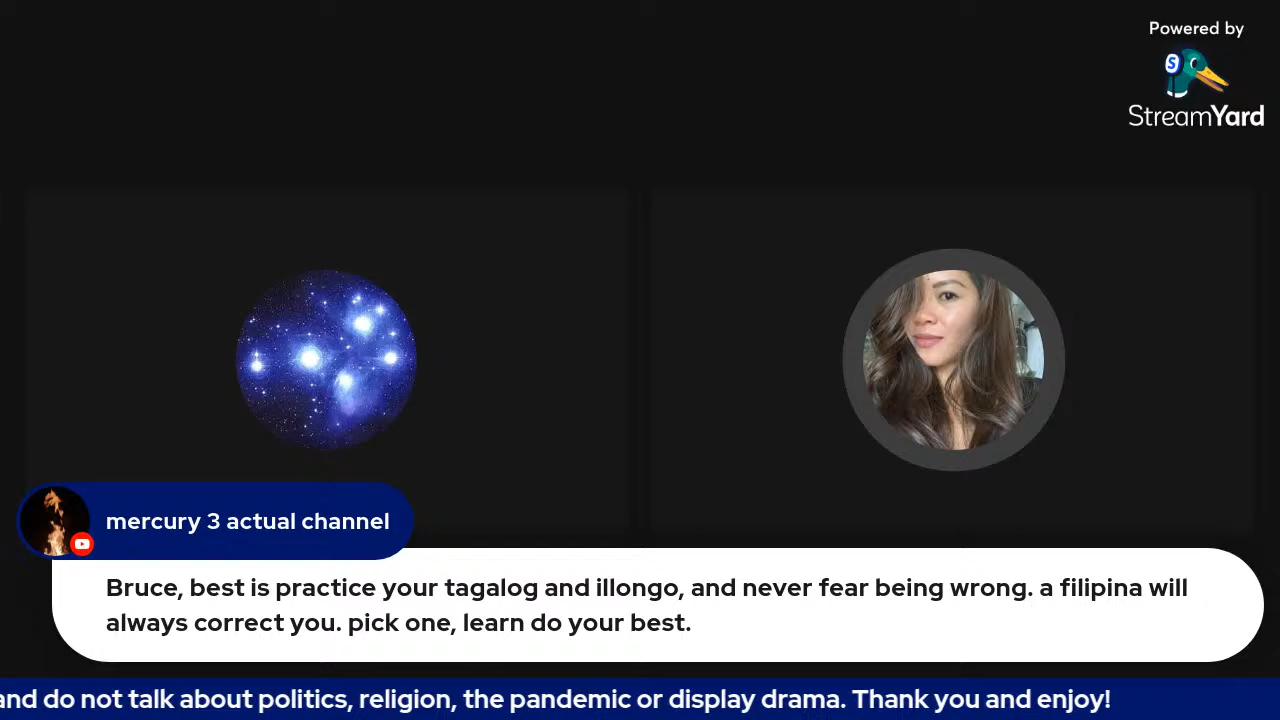 Powered by
S
StreamYard
mercury 3 actual channel
Bruce, best is practice your tagalog and illongo, and never fear being wrong. a filipina will
always correct you. pick one, learn do your best.
and do not talk about politics, religion, the pandemic or display drama. Thank you and enjoy!